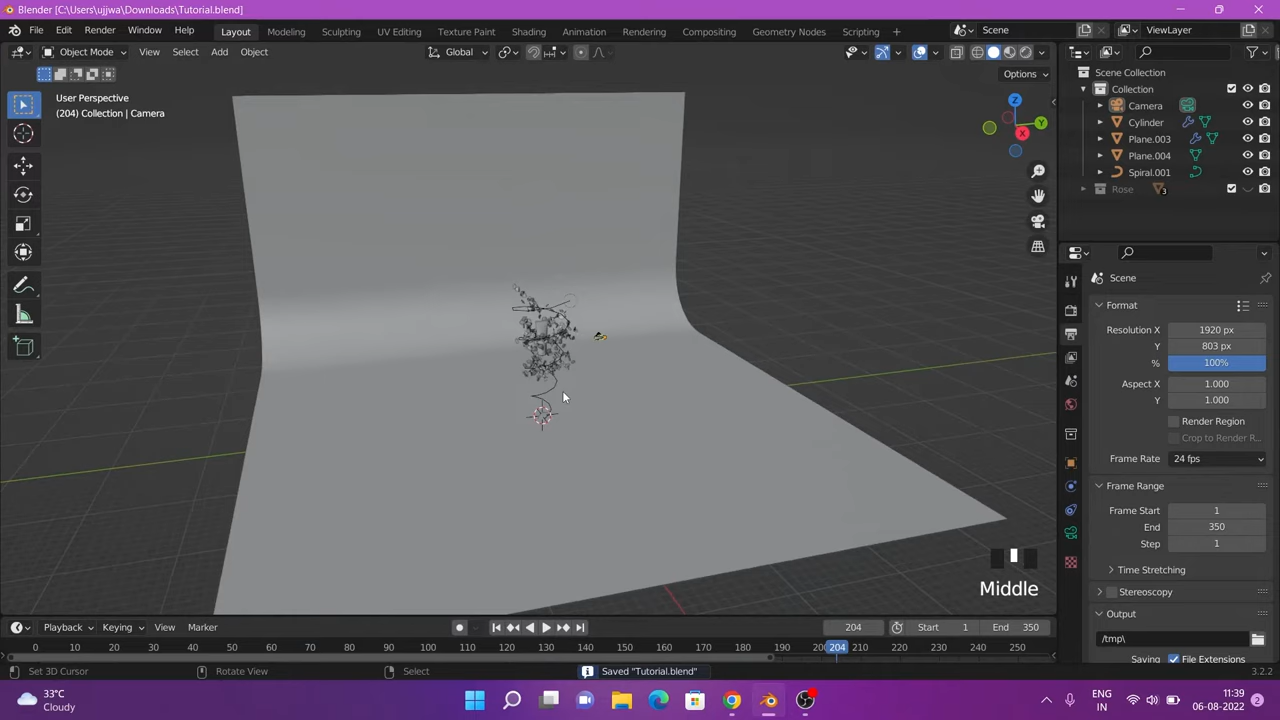 Blender [C:\Users\ujjwa\Downloads\Tutorial.blend]
File Edit Render Window Help Layout Modeling Sculpting UV Editing Texture Paint Shading Animation Rendering Compositing Geometry Nodes Scripting + Scene ViewLayer
Object Mode View Select Add Object Global
Options
User Perspective
(204) Collection | Camera
Z
Y
X
Scene Collection
Collection
Camera
Cylinder
Plane.003
Plane.004
Spiral.001
Rose 3
Scene
Format
Resolution X 1920 px
Y 803 px
% 100%
Aspect X 1.000
Y 1.000
Render Region
Crop to Render R...
Frame Rate 24 fps
Frame Range
Frame Start 1
End 350
Step 1
Time Stretching
Stereoscopy
Output
/tmp\
Saving File Extensions
Middle
Playback Keying View Marker 204 Start 1 End 350
0 10 20 30 40 50 60 70 80 90 100 110 120 130 140 150 160 170 180 190 204 210 220 230 240 250
Set 3D Cursor Rotate View Select Saved "Tutorial.blend" 3.2.2
33°C
Cloudy
ENG
IN
11:39
06-08-2022